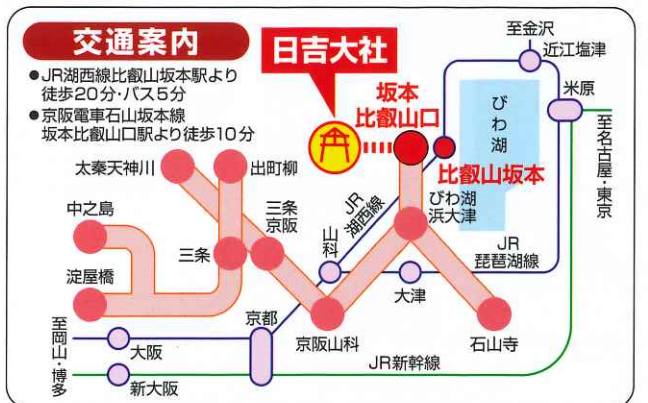 交通案内
●JR湖西線比叡山坂本駅より
徒歩20分・バス5分
●京阪電車石山坂本線
坂本比叡山口駅より徒歩10分
日吉大社
坂本
比叡山口
比叡山坂本
至金沢
近江塩津
米原
びわ湖
至名古屋・東京
太秦天神川
出町柳
中之島
三条
三条
京阪
淀屋橋
山科
JR
湖西線
びわ湖
浜大津
JR
琵琶湖線
大津
京都
京阪山科
石山寺
至岡山・博多
大阪
新大阪
JR新幹線